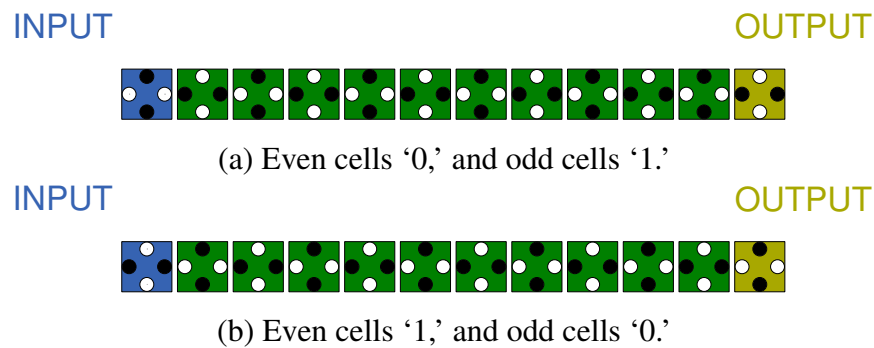 INPUT OUTPUT
(a) Even cells ‘0,’ and odd cells ‘1.’
INPUT OUTPUT
(b) Even cells ‘1,’ and odd cells ‘0.’